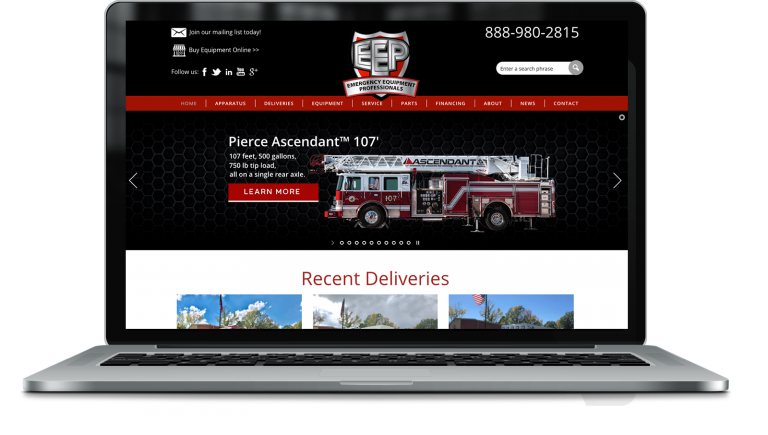 Join our mailing list today!
888-980-2815
Buy Equipment Online >>
Follow us:
Enter a search phrase
EEP
EMERGENCY EQUIPMENT
PROFESSIONALS
HOME | APPARATUS | DELIVERIES | EQUIPMENT | SERVICE | PARTS | FINANCING | ABOUT | NEWS | CONTACT
Pierce Ascendant™ 107'
107 feet, 500 gallons,
750 lb tip load,
all on a single rear axle.
LEARN MORE
ASCENDANT
107
Recent Deliveries